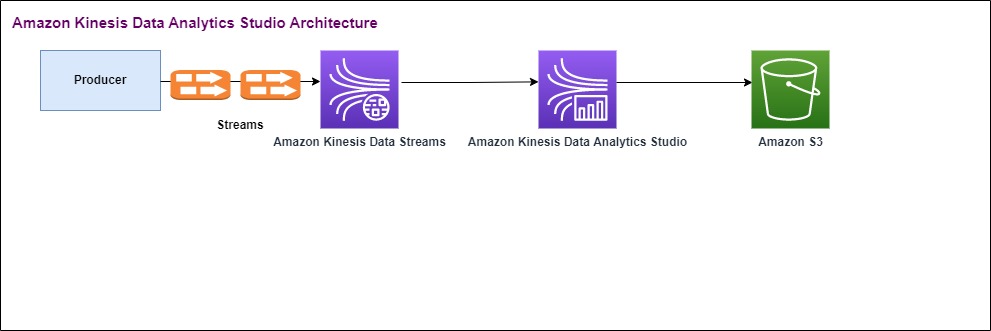 Amazon Kinesis Data Analytics Studio Architecture
Producer
Streams
Amazon Kinesis Data Streams
Amazon Kinesis Data Analytics Studio
Amazon S3